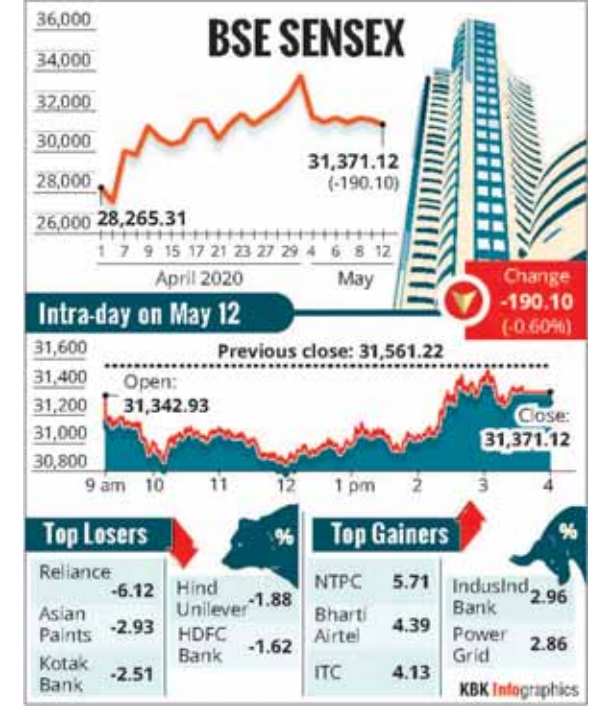 BSE SENSEX
36,000
34,000
32,000
30,000
28,000
26,000
28,265.31
31,371.12
(-190.10)
1 7 9 15 17 21 23 27 29 4 6 8 12
April 2020 May
Change
-190.10
(-0.60%)
Intra-day on May 12
31,600
31,400
31,200
31,000
30,800
Previous close: 31,561.22
Open:
31,342.93
Close:
31,371.12
9 am 10 11 12 1 pm 2 3 4
Top Losers %
Reliance -6.12
Asian
Paints -2.93
Kotak
Bank -2.51
Hind
Unilever -1.88
HDFC
Bank -1.62
Top Gainers %
NTPC 5.71
Bharti
Airtel 4.39
ITC 4.13
IndusInd
Bank 2.96
Power
Grid 2.86
KBK Infographics